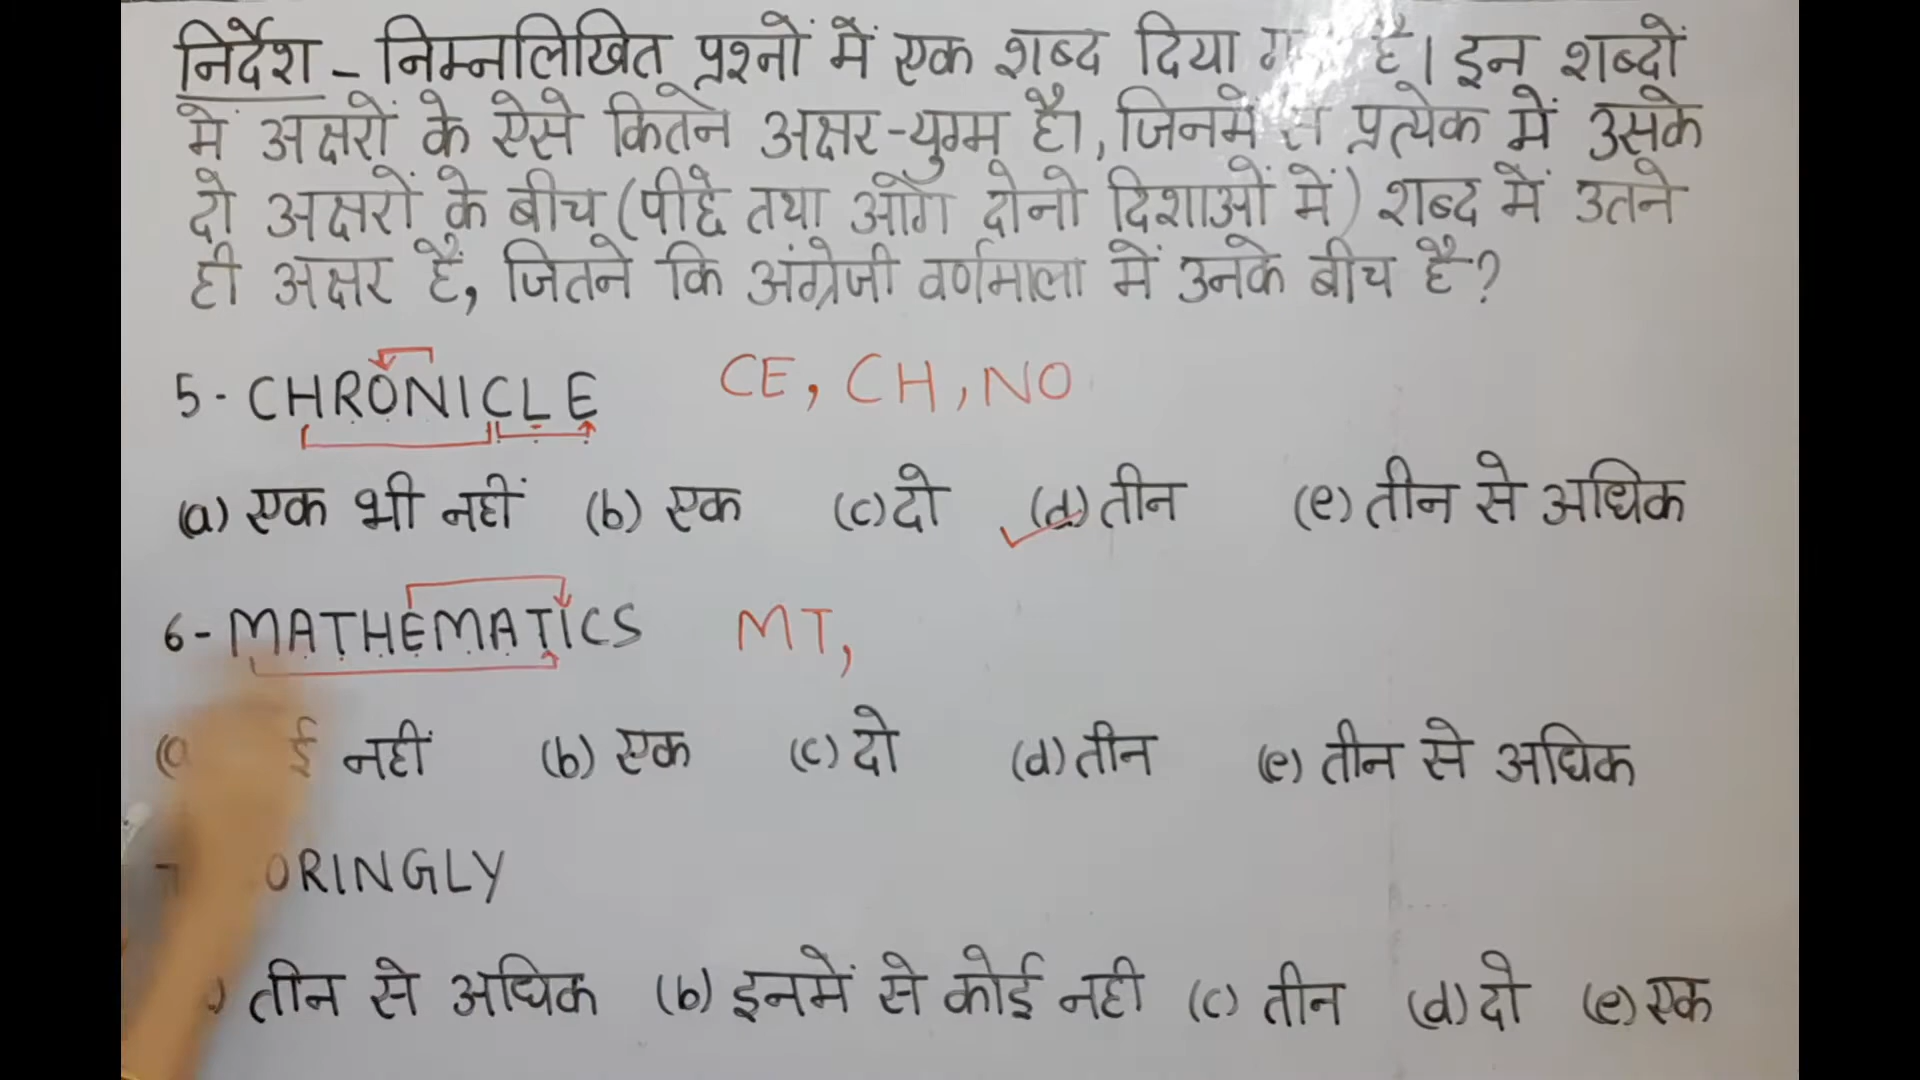 निर्देश - निम्नलिखित प्रश्नों में एक शब्द दिया है। इन शब्दों
में अक्षरों के ऐसे कितने अक्षर-युग्म है।, जिनमें प्रत्येक में उसके
दो अक्षरों के बीच (पीछे तथा आगे दोनो दिशाओं में) शब्द में उतने
ही अक्षर हैं, जितने कि अंग्रेजी वर्णमाला में उनके बीच है?
5- CHRONICLE CE, CH, NO
(a) एक भी नहीं (b) एक (c) दो (d) तीन (e) तीन से अधिक
6- MATHEMATICS MT,
नहीं (b) एक (c) दो (d) तीन (e) तीन से अधिक
ORINGLY
तीन से अधिक (b) इनमें से कोई नही (c) तीन (d) दो (e) एक